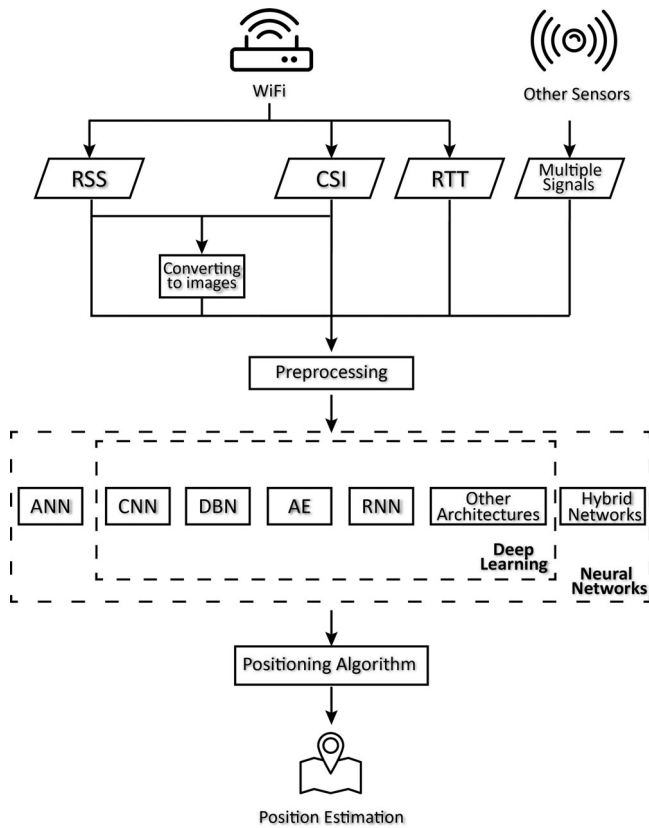 WiFi
Other Sensors
RSS
CSI
RTT
Multiple
Signals
Converting
to images
Preprocessing
ANN
CNN
DBN
AE
RNN
Other
Architectures
Hybrid
Networks
Deep
Learning
Neural
Networks
Positioning Algorithm
Position Estimation